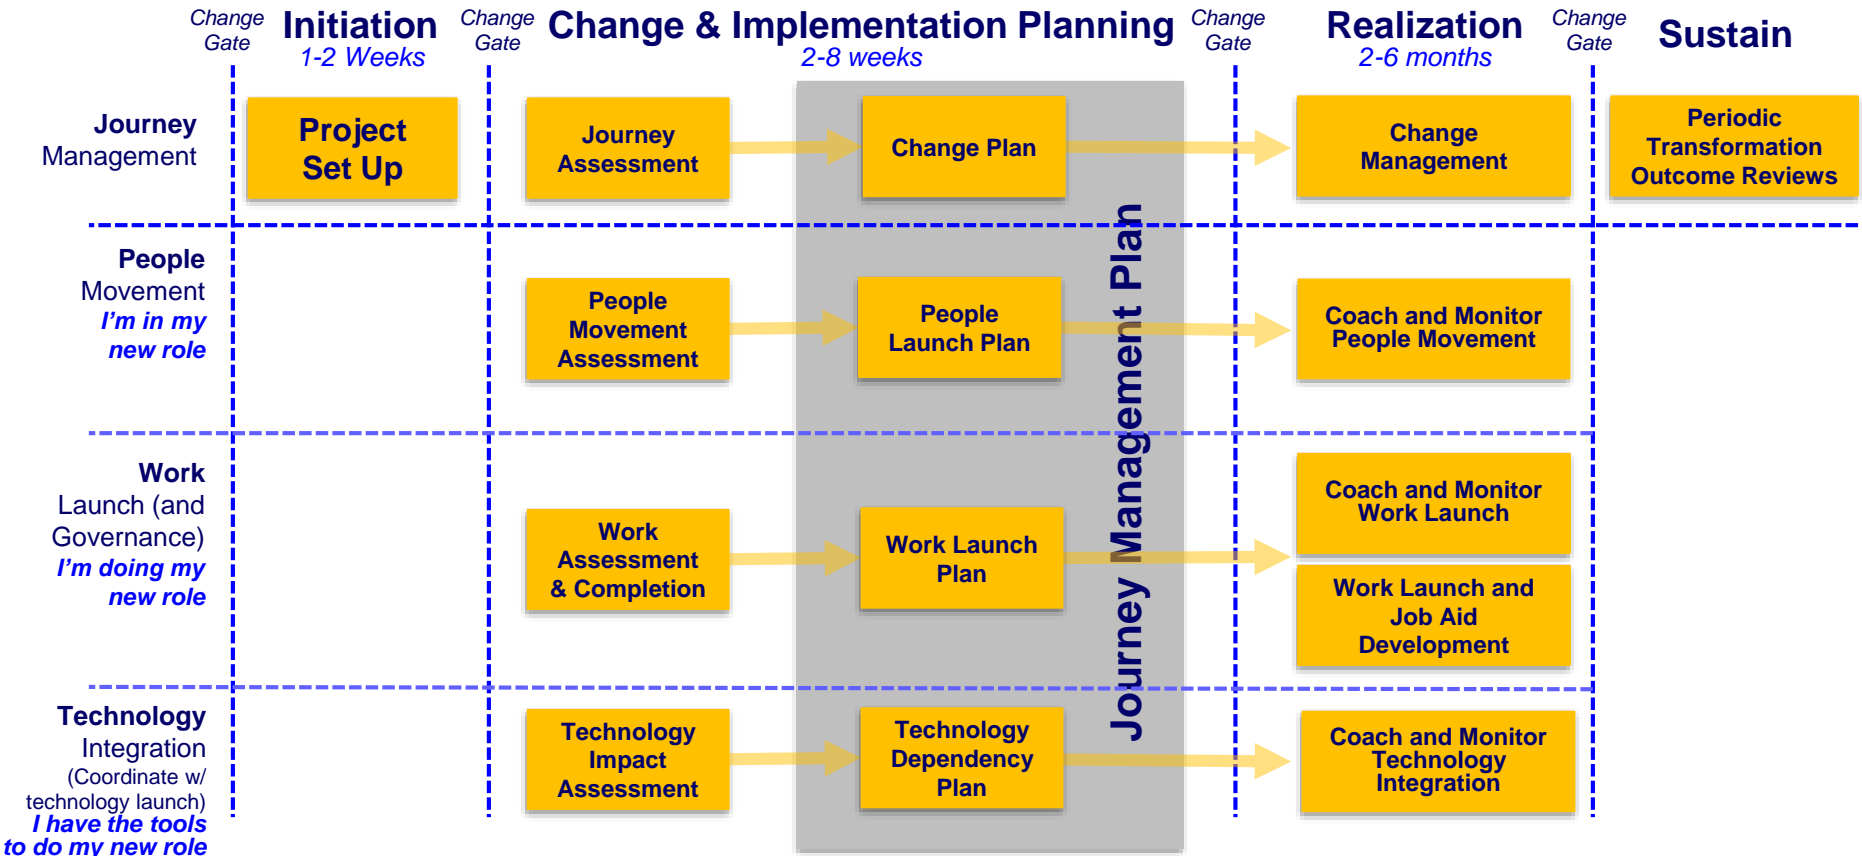 Change
Gate
Initiation
1-2 Weeks
Change
Gate
Change & Implementation Planning
2-8 weeks
Change
Gate
Realization
2-6 months
Change
Gate
Sustain
Journey
Management
Project
Set Up
Journey
Assessment
Change Plan
Change
Management
Periodic
Transformation
Outcome Reviews
People
Movement
I'm in my
new role
People
Movement
Assessment
People
Launch Plan
Coach and Monitor
People Movement
Journey Management Plan
Work
Launch (and
Governance)
I'm doing my
new role
Work
Assessment
& Completion
Work Launch
Plan
Coach and Monitor
Work Launch
Work Launch and
Job Aid
Development
Technology
Integration
(Coordinate w/
technology launch)
I have the tools
to do my new role
Technology
Impact
Assessment
Technology
Dependency
Plan
Coach and Monitor
Technology
Integration